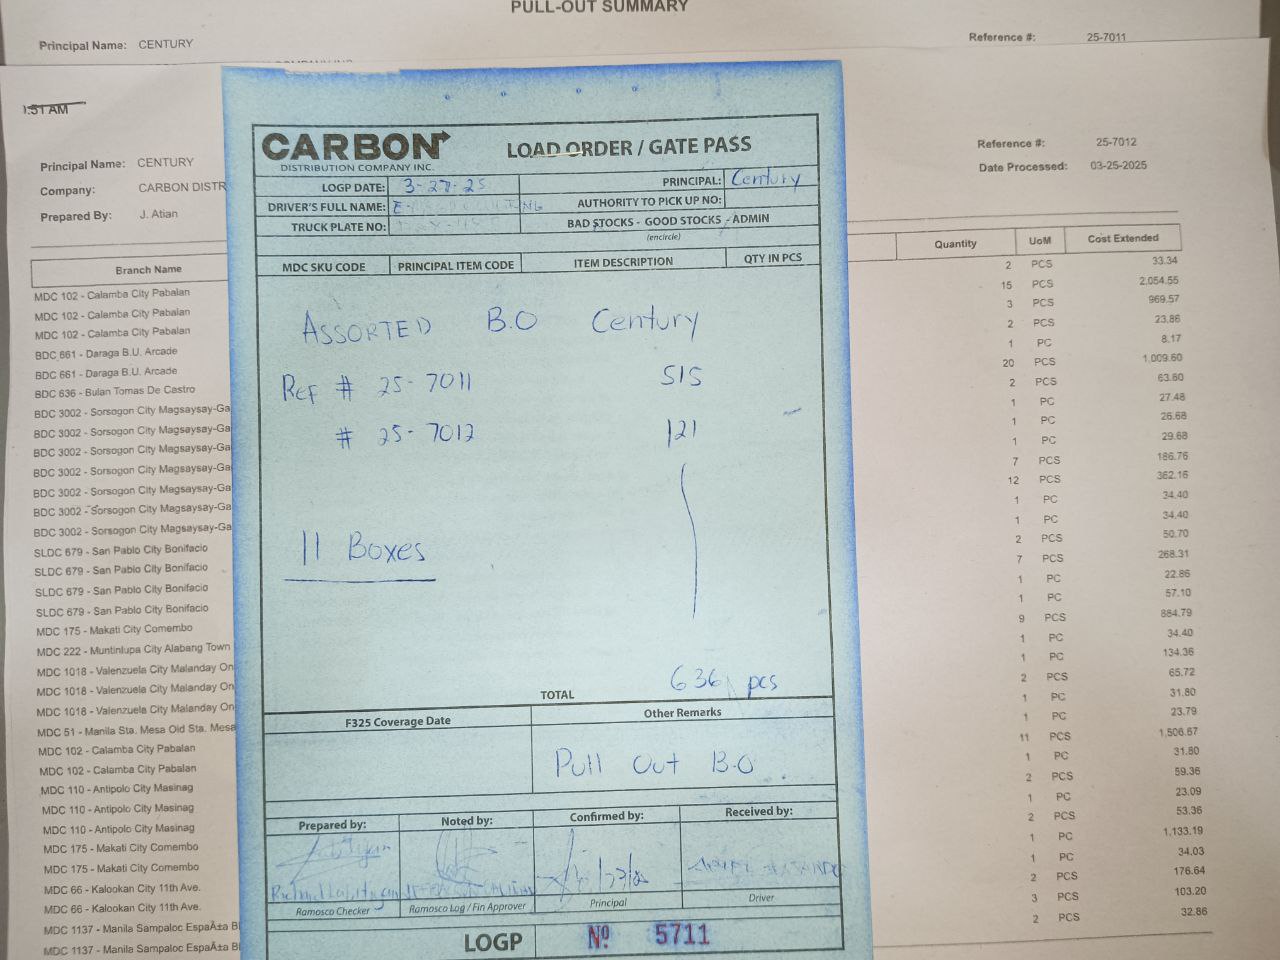 PULL-OUT SUMMARY
Principal Name: CENTURY
Reference #: 25-7011
1:51 AM
Principal Name: CENTURY
Reference #: 25-7012
Company: CARBON DISTR
Date Processed: 03-25-2025
Prepared By: J. Atian
Branch Name
Quantity UoM Cost Extended
MDC 102 - Calamba City Pabalan 2 PCS 33.34
MDC 102 - Calamba City Pabalan 15 PCS 2,054.55
MDC 102 - Calamba City Pabalan 3 PCS 969.57
BDC 661 - Daraga B.U. Arcade 2 PCS 23.86
BDC 661 - Daraga B.U. Arcade 1 PC 8.17
BDC 636 - Bulan Tomas De Castro 20 PCS 1,009.60
BDC 3002 - Sorsogon City Magsaysay-Ga 2 PCS 63.60
BDC 3002 - Sorsogon City Magsaysay-Ga 1 PC 27.48
BDC 3002 - Sorsogon City Magsaysay-Ga 1 PC 26.68
BDC 3002 - Sorsogon City Magsaysay-Ga 1 PC 29.68
BDC 3002 - Sorsogon City Magsaysay-Ga 7 PCS 186.76
BDC 3002 - Sorsogon City Magsaysay-Ga 12 PCS 362.16
BDC 3002 - Sorsogon City Magsaysay-Ga 1 PC 34.40
SLDC 679 - San Pablo City Bonifacio 1 PC 34.40
SLDC 679 - San Pablo City Bonifacio 2 PCS 50.70
SLDC 679 - San Pablo City Bonifacio 7 PCS 268.31
SLDC 679 - San Pablo City Bonifacio 1 PC 22.86
MDC 175 - Makati City Comembo 1 PC 57.10
MDC 222 - Muntinlupa City Alabang Town 9 PCS 884.79
MDC 1018 - Valenzuela City Malanday On 1 PC 34.40
MDC 1018 - Valenzuela City Malanday On 1 PC 134.36
MDC 1018 - Valenzuela City Malanday On 2 PCS 65.72
MDC 51 - Manila Sta. Mesa Old Sta. Mesa 1 PC 31.80
MDC 102 - Calamba City Pabalan 1 PC 23.79
MDC 102 - Calamba City Pabalan 11 PCS 1,506.67
MDC 110 - Antipolo City Masinag 1 PC 31.80
MDC 110 - Antipolo City Masinag 2 PCS 59.36
MDC 110 - Antipolo City Masinag 1 PC 23.09
MDC 175 - Makati City Comembo 2 PCS 53.36
MDC 175 - Makati City Comembo 1 PC 1,133.19
MDC 66 - Kalookan City 11th Ave. 1 PC 34.03
MDC 66 - Kalookan City 11th Ave. 2 PCS 176.64
MDC 1137 - Manila Sampaloc EspaÃ±a Bl 3 PCS 103.20
MDC 1137 - Manila Sampaloc EspaÃ±a Bl 2 PCS 32.86
CARBON
DISTRIBUTION COMPANY INC.
LOAD ORDER / GATE PASS
LOGP DATE: 3-27-25 PRINCIPAL: Century
DRIVER'S FULL NAME: AUTHORITY TO PICK UP NO:
TRUCK PLATE NO: BAD STOCKS - GOOD STOCKS - ADMIN
(encircle)
MDC SKU CODE PRINCIPAL ITEM CODE ITEM DESCRIPTION QTY IN PCS
ASSORTED B.O Century
Ref # 25-7011 515
# 25-7012 121
11 Boxes
TOTAL 636 pcs
F325 Coverage Date Other Remarks
Pull Out B.O.
Prepared by: Noted by: Confirmed by: Received by:
Ramosco Checker Ramosco Log / Fin Approver Principal Driver
LOGP Nº 5711